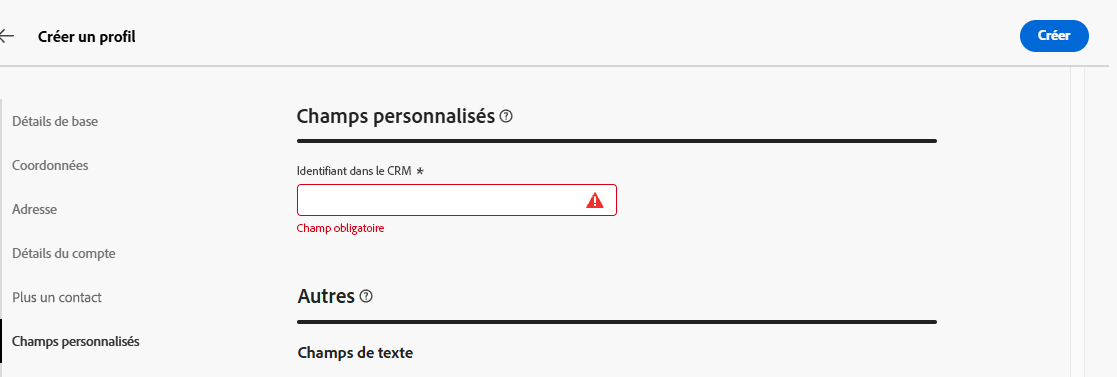 Créer un profil
Créer
Détails de base
Coordonnées
Adresse
Détails du compte
Plus un contact
Champs personnalisés
Champs personnalisés
Identifiant dans le CRM *
Champ obligatoire
Autres
Champs de texte